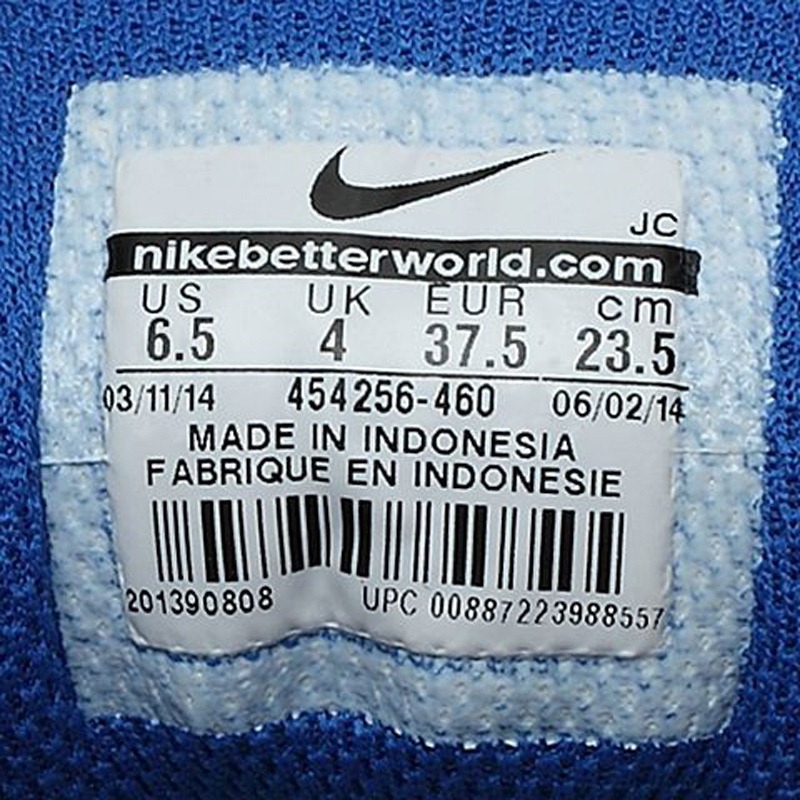 JC
nikebetterworld.com
US UK EUR cm
6.5 4 37.5 23.5
03/11/14 454256-460 06/02/14
MADE IN INDONESIA
FABRIQUE EN INDONESIE
201390808 UPC 00887223988557